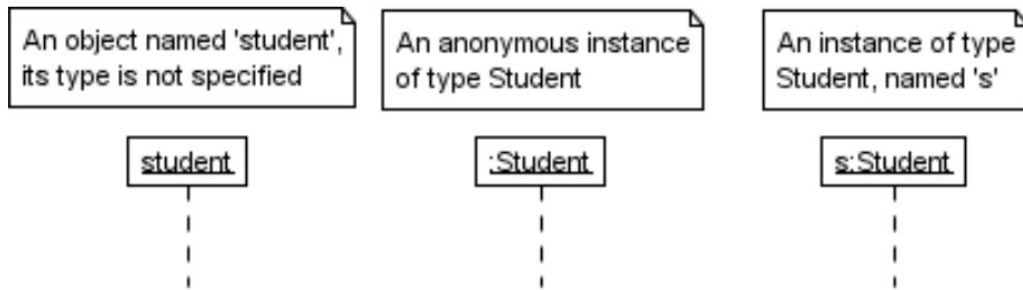 An object named 'student',
its type is not specified
An anonymous instance
of type Student
An instance of type
Student, named 's'
student
:Student
s:Student